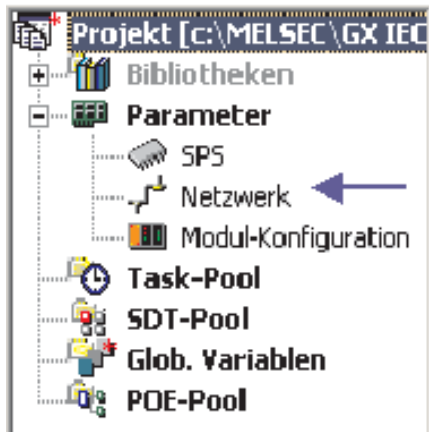 Projekt [c:\MELSEC\GX IEC
Bibliotheken
Parameter
SPS
Netzwerk
Modul-Konfiguration
Task-Pool
SDT-Pool
Glob. Variablen
POE-Pool